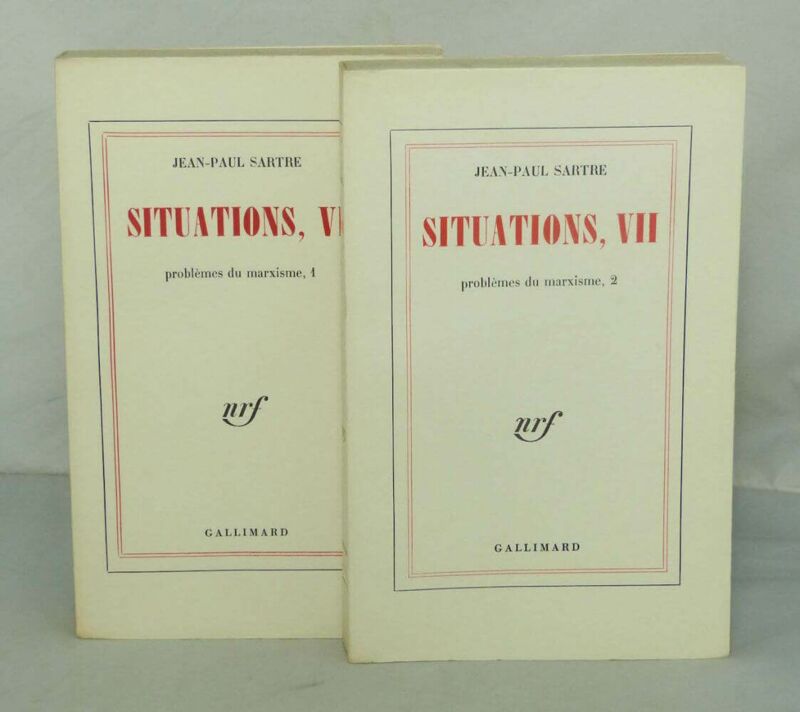 JEAN-PAUL SARTRE
SITUATIONS,
problèmes du marxisme, 1
nrf
GALLIMARD
JEAN-PAUL SARTRE
SITUATIONS, VII
problèmes du marxisme, 2
nrf
GALLIMARD